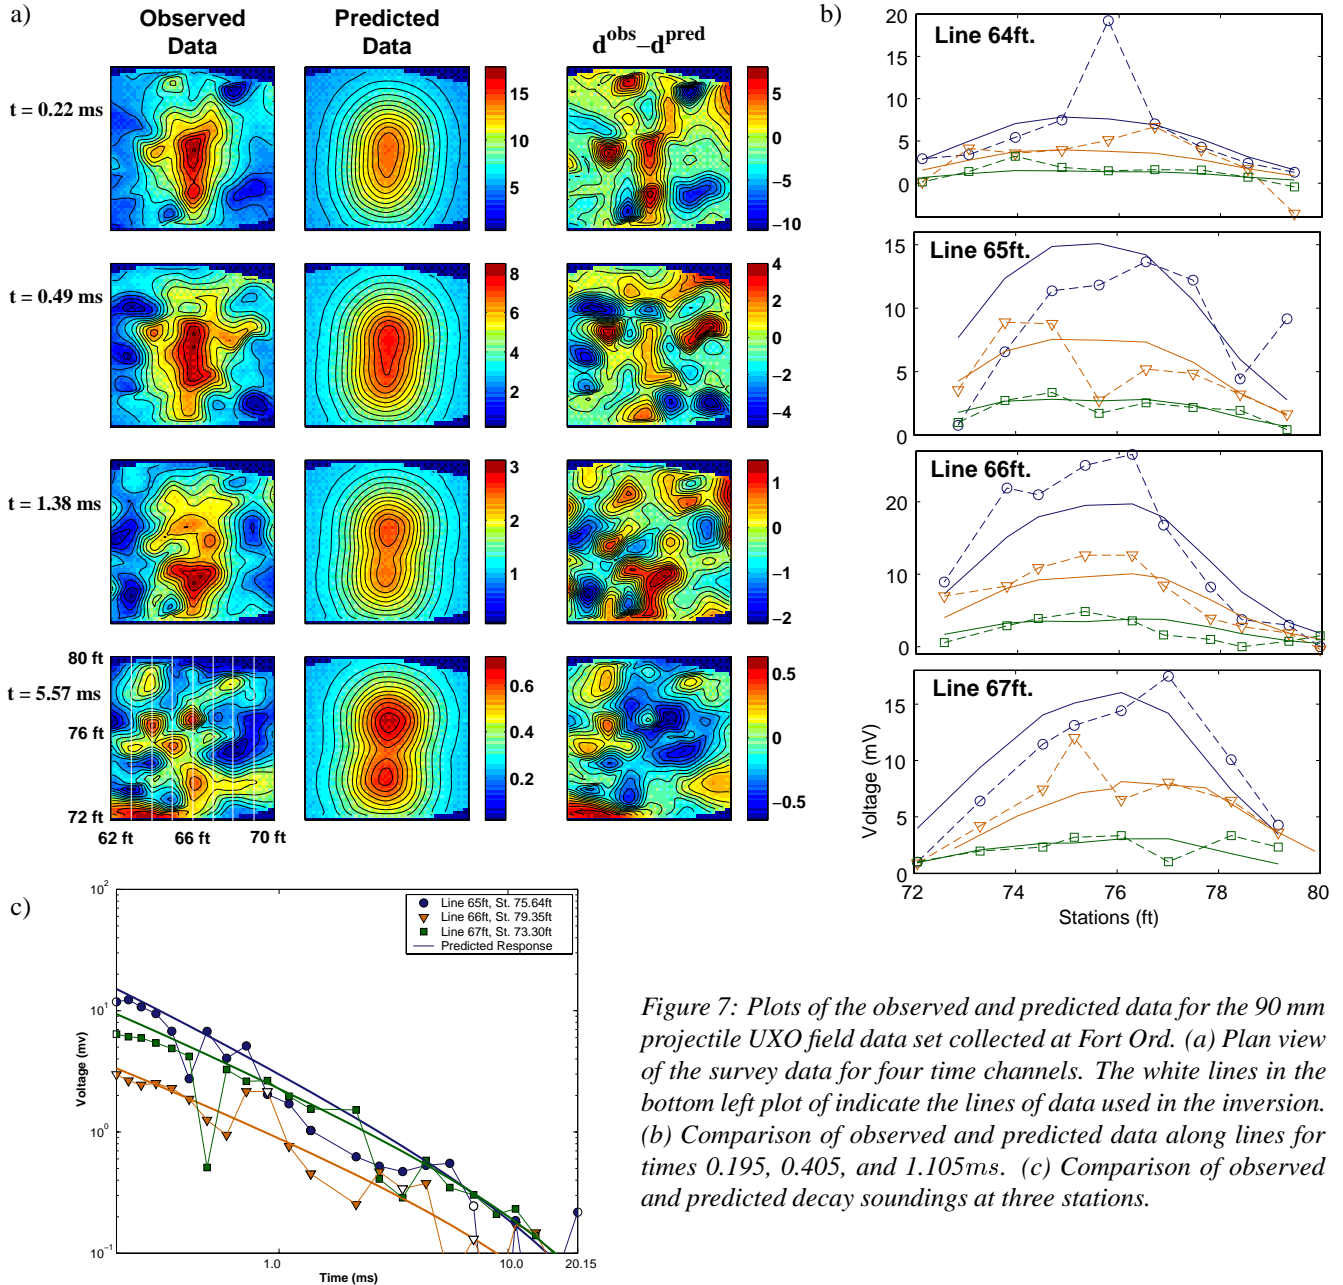 a)
Observed Data
Predicted Data
d^obs–d^pred
t = 0.22 ms
15
10
5
5
0
−5
−10
t = 0.49 ms
8
6
4
2
4
2
0
−2
−4
t = 1.38 ms
3
2
1
1
0
−1
−2
t = 5.57 ms
80 ft
76 ft
72 ft
62 ft
66 ft
70 ft
0.6
0.4
0.2
0.5
0
−0.5
b)
Line 64ft.
20
15
10
5
0
Line 65ft.
15
10
5
0
Line 66ft.
20
10
0
Line 67ft.
15
10
5
0
Voltage (mV)
72
74
76
78
80
Stations (ft)
c)
10^2
10^1
10^0
10^−1
Voltage (mv)
Line 65ft, St. 75.64ft
Line 66ft, St. 79.35ft
Line 67ft, St. 73.30ft
Predicted Response
1.0
10.0
20.15
Time (ms)
Figure 7: Plots of the observed and predicted data for the 90 mm
projectile UXO field data set collected at Fort Ord. (a) Plan view
of the survey data for four time channels. The white lines in the
bottom left plot of indicate the lines of data used in the inversion.
(b) Comparison of observed and predicted data along lines for
times 0.195, 0.405, and 1.105ms. (c) Comparison of observed
and predicted decay soundings at three stations.